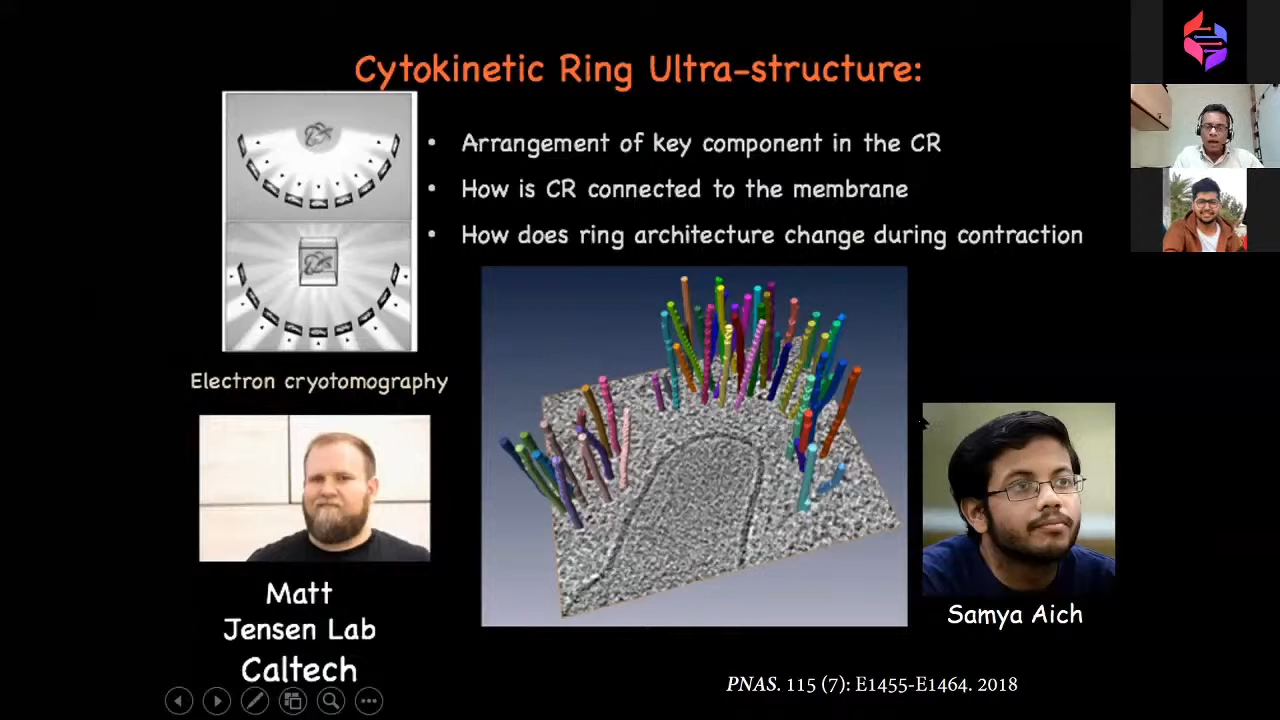 Cytokinetic Ring Ultra-structure:
• Arrangement of key component in the CR
• How is CR connected to the membrane
• How does ring architecture change during contraction
Electron cryotomography
Matt
Jensen Lab
Caltech
Samya Aich
PNAS. 115 (7): E1455-E1464. 2018